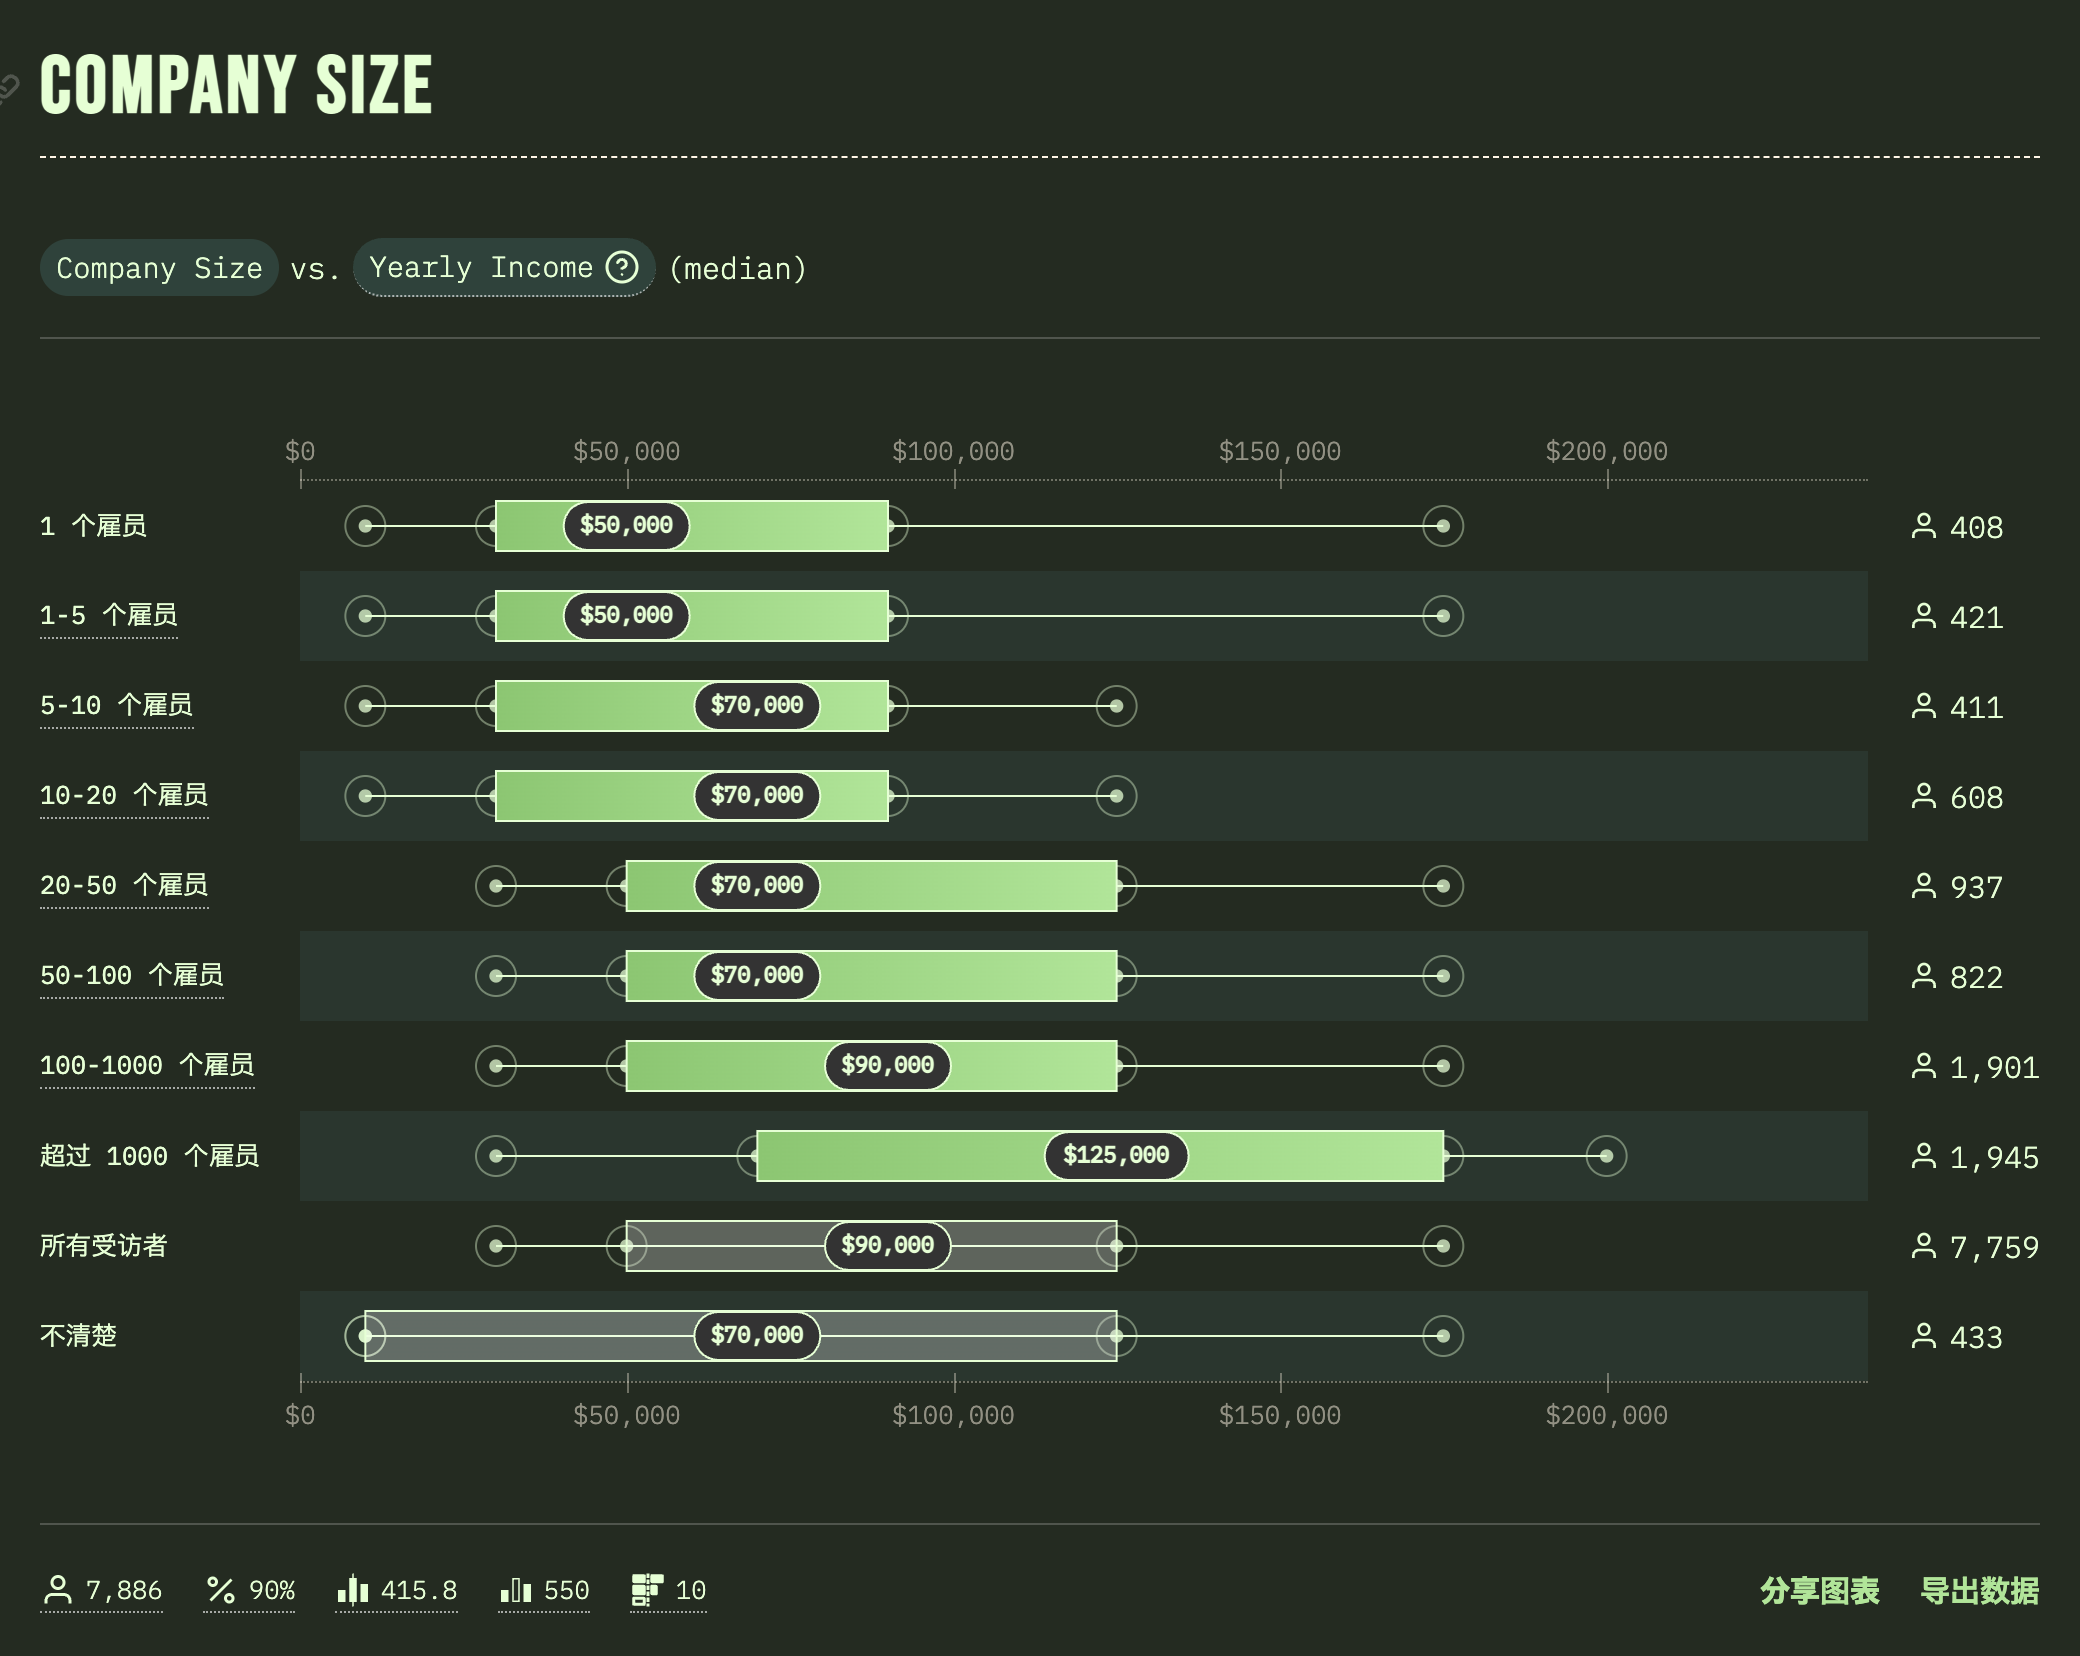 COMPANY SIZE
Company Size vs. Yearly Income (median)
$0 $50,000 $100,000 $150,000 $200,000
1 个雇员 $50,000 408
1-5 个雇员 $50,000 421
5-10 个雇员 $70,000 411
10-20 个雇员 $70,000 608
20-50 个雇员 $70,000 937
50-100 个雇员 $70,000 822
100-1000 个雇员 $90,000 1,901
超过 1000 个雇员 $125,000 1,945
所有受访者 $90,000 7,759
不清楚 $70,000 433
$0 $50,000 $100,000 $150,000 $200,000
7,886 90% 415.8 550 10 分享图表 导出数据